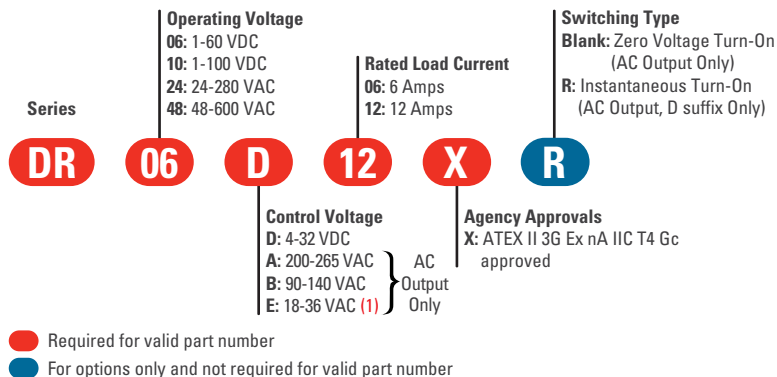 Operating Voltage
06: 1-60 VDC
10: 1-100 VDC
24: 24-280 VAC
48: 48-600 VAC
Rated Load Current
06: 6 Amps
12: 12 Amps
Switching Type
Blank: Zero Voltage Turn-On
(AC Output Only)
R: Instantaneous Turn-On
(AC Output, D suffix Only)
Series
DR 06 D 12 X R
Control Voltage
D: 4-32 VDC
A: 200-265 VAC
B: 90-140 VAC
E: 18-36 VAC (1)
AC
Output
Only
Agency Approvals
X: ATEX II 3G Ex nA IIC T4 Gc
approved
Required for valid part number
For options only and not required for valid part number